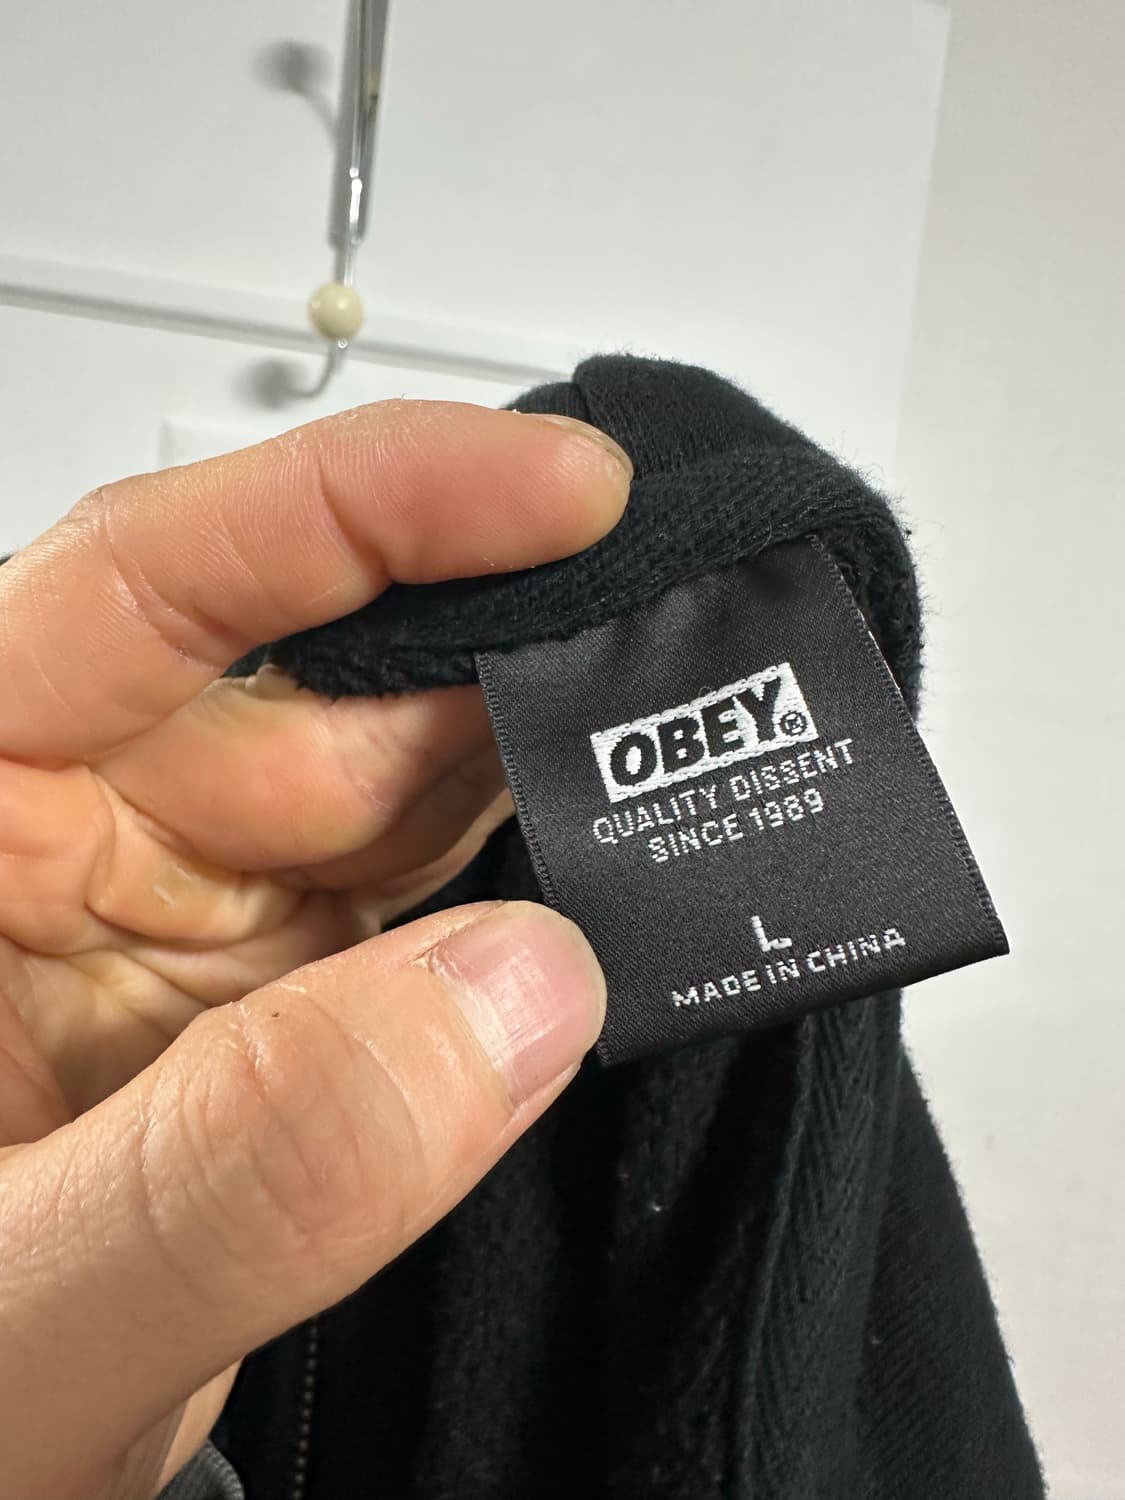 OBEY®
QUALITY DISSENT
SINCE 1989
L
MADE IN CHINA